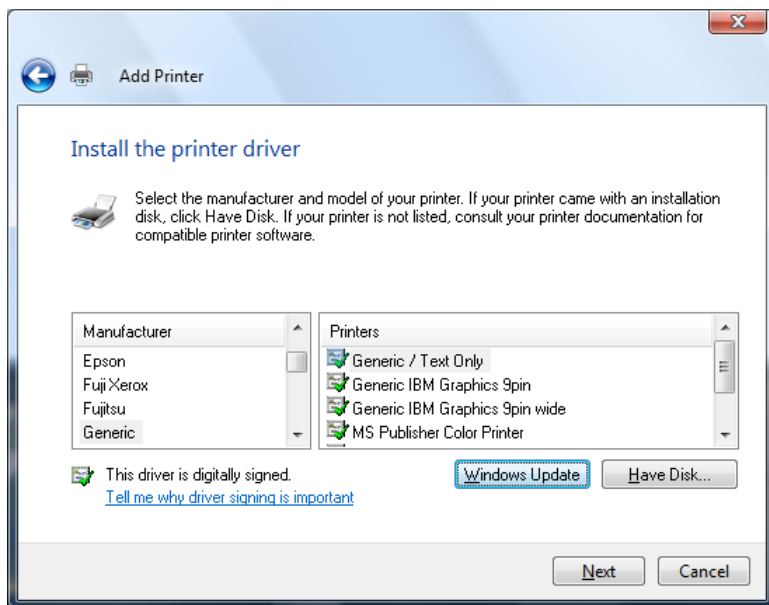 Add Printer
Install the printer driver
Select the manufacturer and model of your printer. If your printer came with an installation
disk, click Have Disk. If your printer is not listed, consult your printer documentation for
compatible printer software.
Manufacturer
Epson
Fuji Xerox
Fujitsu
Generic
Printers
Generic / Text Only
Generic IBM Graphics 9pin
Generic IBM Graphics 9pin wide
MS Publisher Color Printer
This driver is digitally signed.
Tell me why driver signing is important
Windows Update
Have Disk...
Next
Cancel